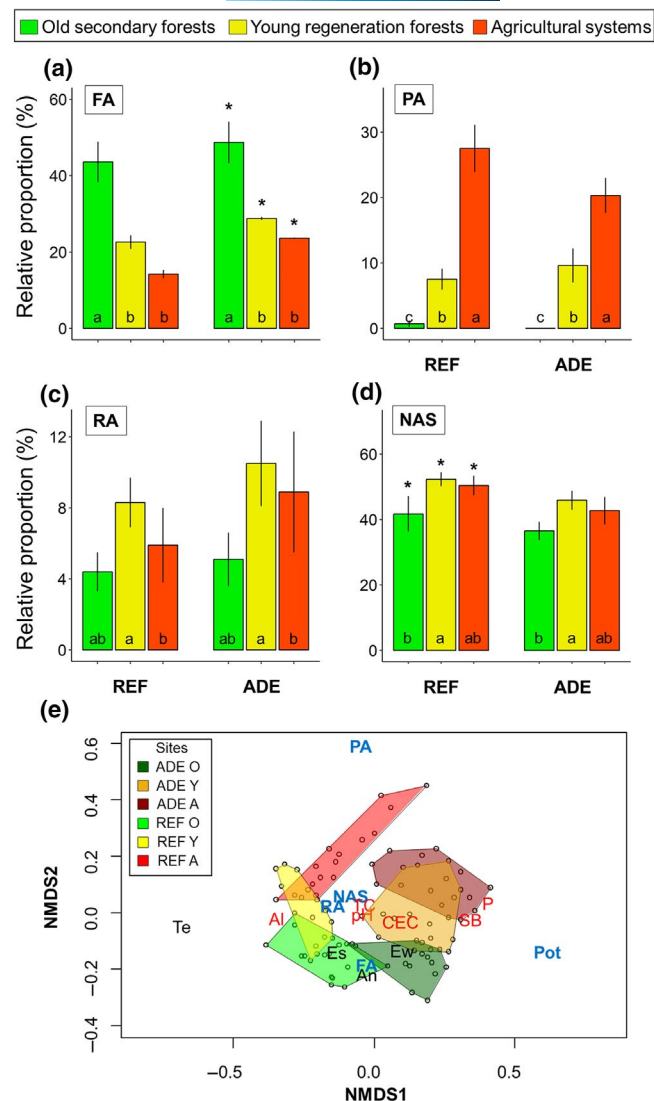 Old secondary forests Young regeneration forests Agricultural systems
(a)
FA
Relative proportion (%)
60
40
20
0
* * *
a b b a b b
(b)
PA
30
20
10
0
c b a c b a
REF ADE
(c)
RA
Relative proportion (%)
12
8
4
0
ab a b ab a b
REF ADE
(d)
NAS
60
40
20
0
* * *
b a ab b a ab
REF ADE
(e)
Sites
ADE O
ADE Y
ADE A
REF O
REF Y
REF A
NMDS2
0.6
0.4
0.2
0.0
−0.2
−0.4
PA
NAS
RA TC
Al pH CEC SB P
Te
Es Ew
FA
An
Pot
−0.5 0.0 0.5
NMDS1